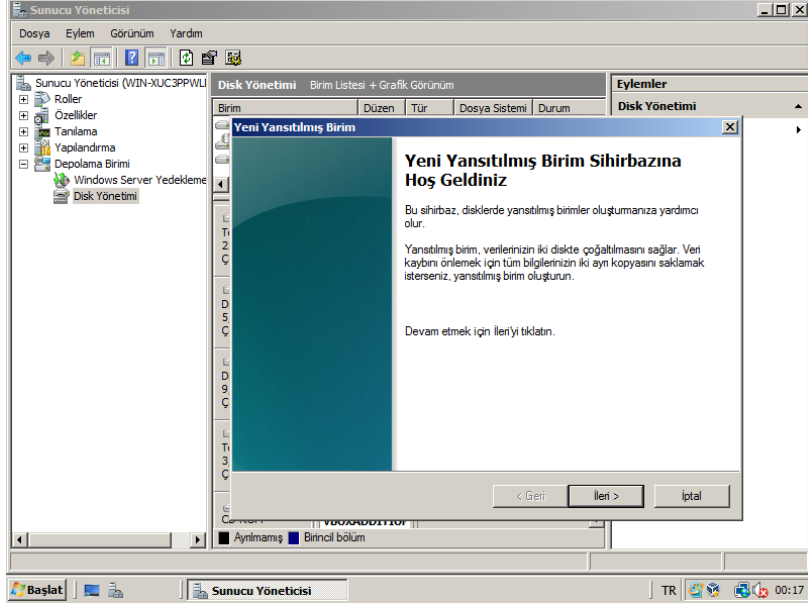 Sunucu Yöneticisi
Dosya Eylem Görünüm Yardım
Sunucu Yöneticisi (WIN-XUC3PPWLI
Roller
Özellikler
Tanılama
Yapılandırma
Depolama Birimi
Windows Server Yedekleme
Disk Yönetimi
Disk Yönetimi Birim Listesi + Grafik Görünüm
Birim Düzen Tür Dosya Sistemi Durum
Eylemler
Disk Yönetimi
Yeni Yansıtılmış Birim
Yeni Yansıtılmış Birim Sihirbazına
Hoş Geldiniz
Bu sihirbaz, disklerde yansıtılmış birimler oluşturmanıza yardımcı
olur.
Yansıtılmış birim, verilerinizin iki diskte çoğaltılmasını sağlar. Veri
kaybını önlemek için tüm bilgilerinizin iki ayrı kopyasını saklamak
isterseniz, yansıtılmış birim oluşturun.
Devam etmek için İleri'yi tıklatın.
< Geri İleri > İptal
Ayrılmamış Birincil bölüm
Başlat Sunucu Yöneticisi TR 00:17